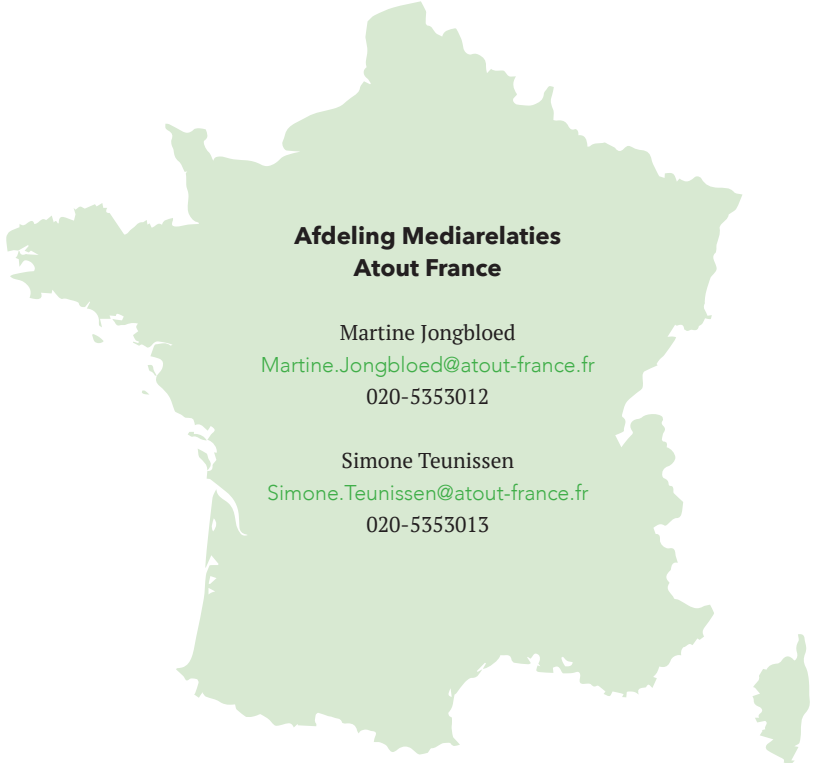 Afdeling Mediarelaties
Atout France
Martine Jongbloed
Martine.Jongbloed@atout-france.fr
020-5353012
Simone Teunissen
Simone.Teunissen@atout-france.fr
020-5353013